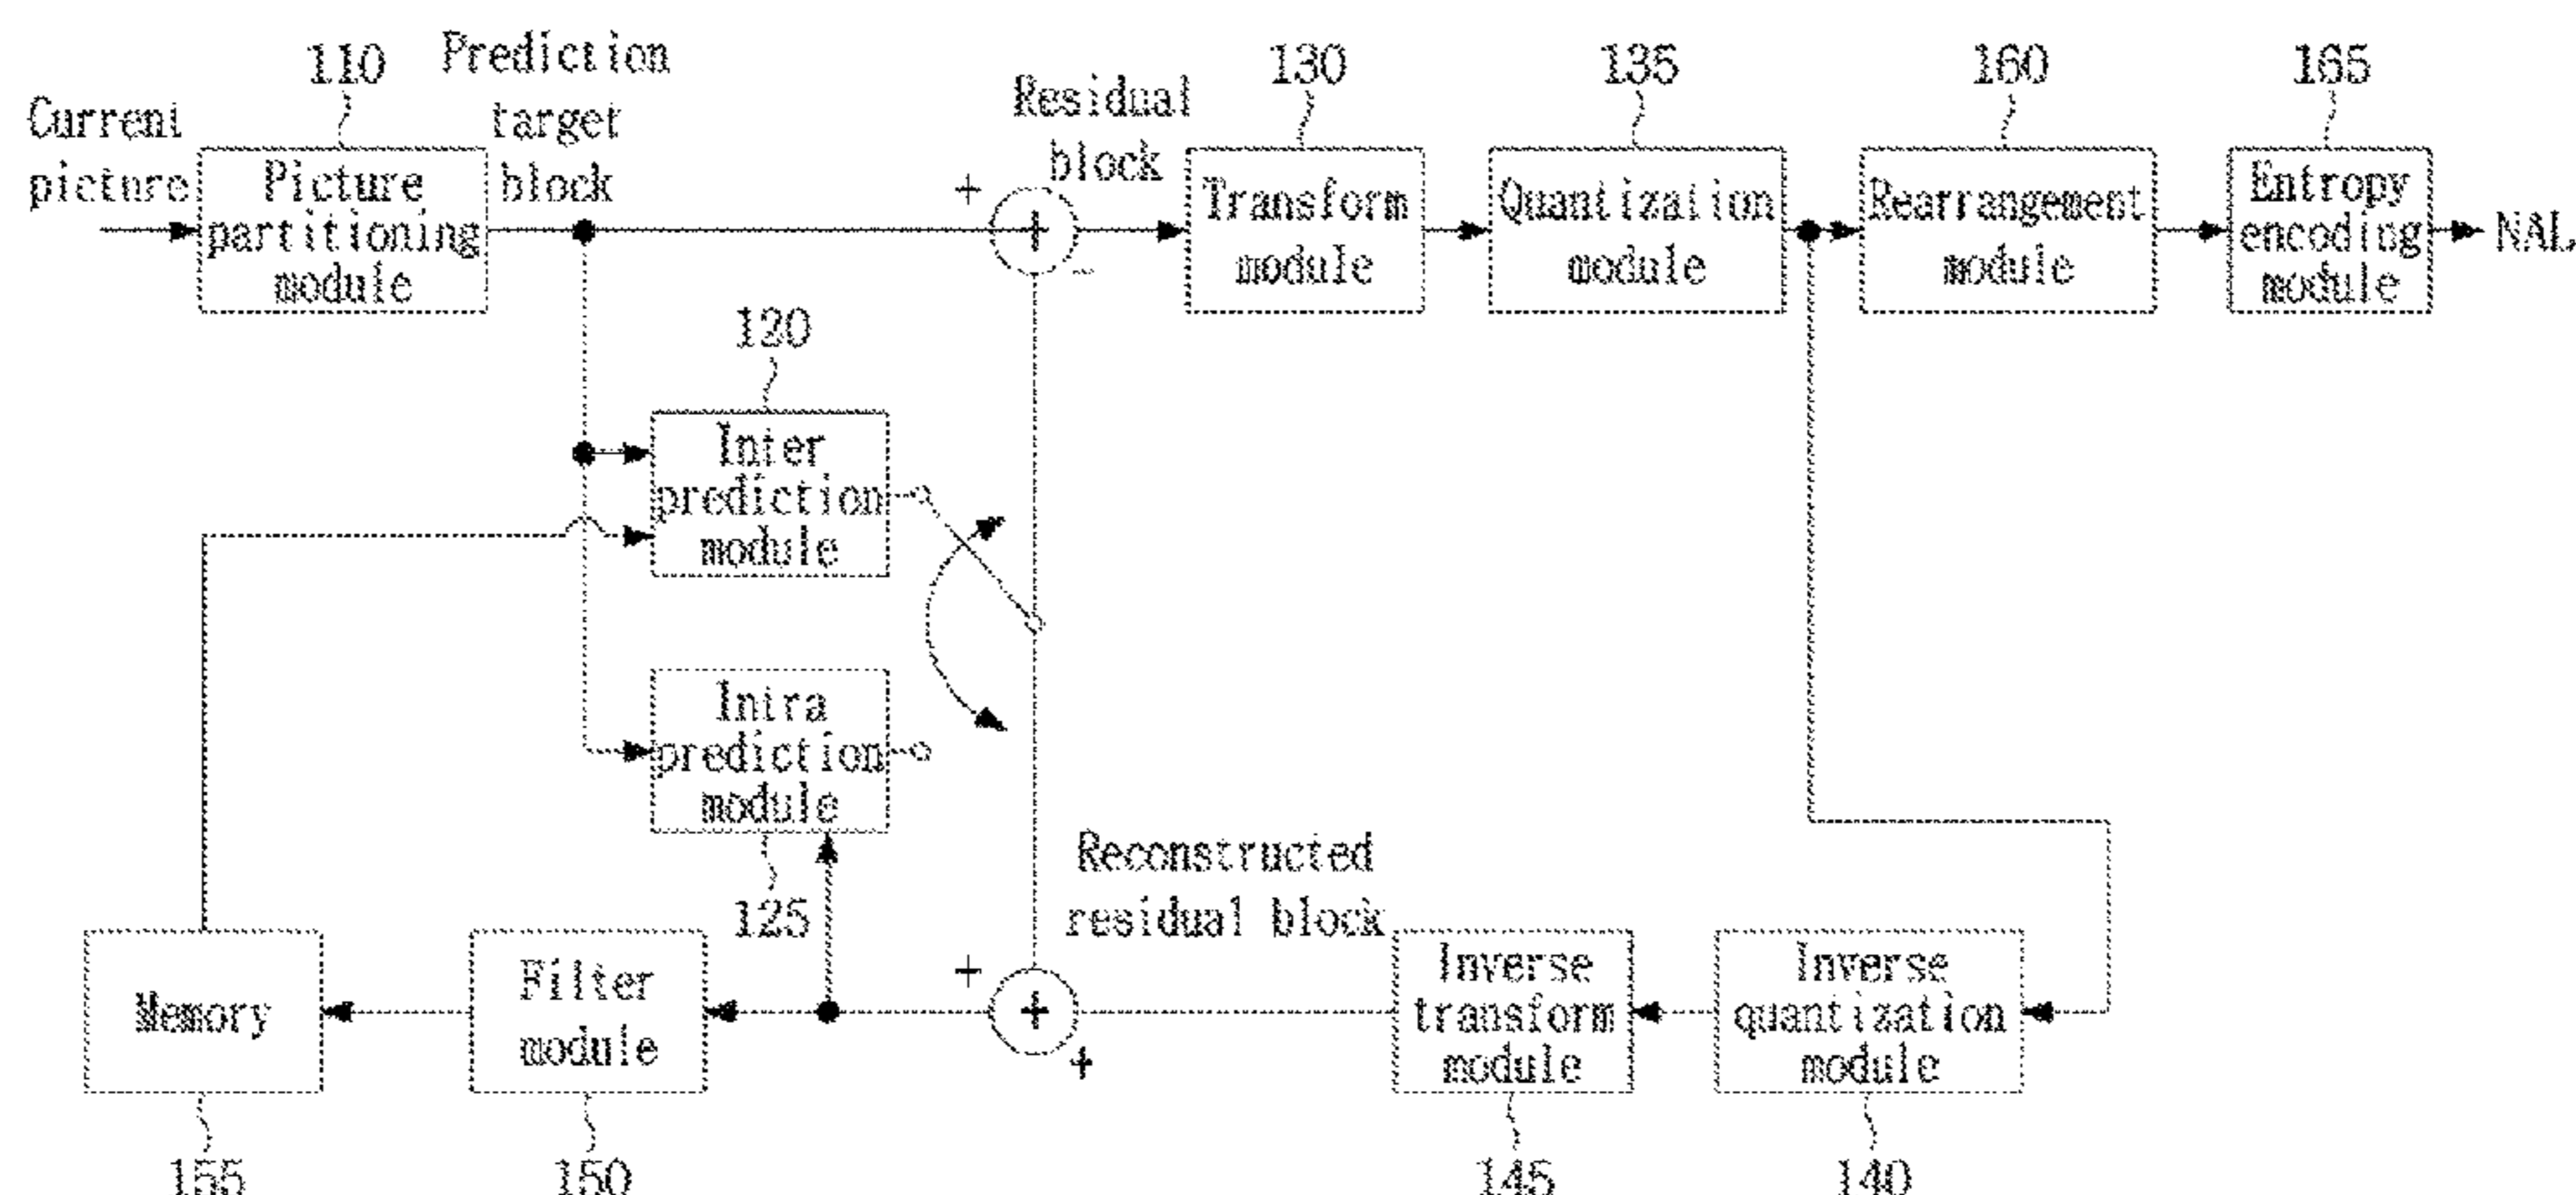 110
Prediction
target
block
Current
picture
Picture
partitioning
module
+
+
-
Residual
block
130
Transform
module
135
Quantization
module
160
Rearrangement
module
165
Entropy
encoding
module
NAL
120
Inter
prediction
module
Intra
prediction
module
125
Reconstructed
residual block
Memory
155
Filter
module
150
+
+
+
Inverse
transform
module
145
Inverse
quantization
module
140